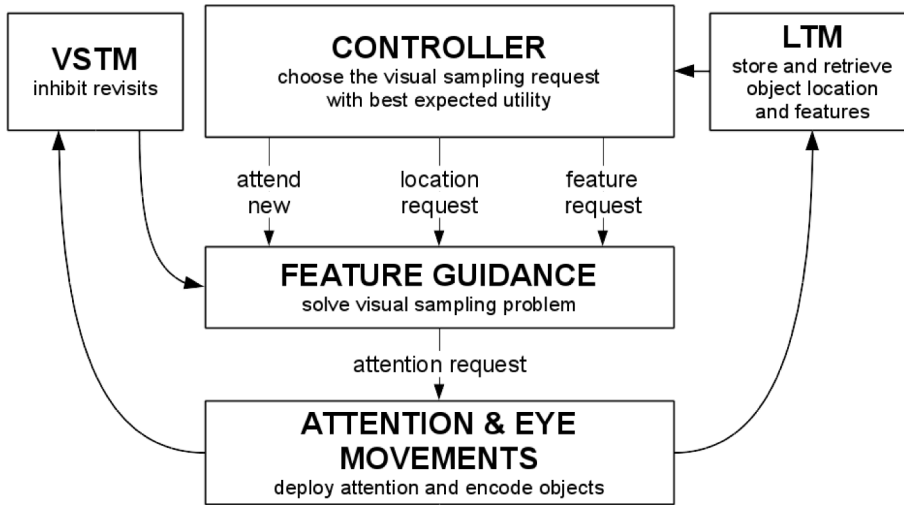 VSTM
inhibit revisits
CONTROLLER
choose the visual sampling request
with best expected utility
LTM
store and retrieve
object location
and features
attend
new
location
request
feature
request
FEATURE GUIDANCE
solve visual sampling problem
attention request
ATTENTION & EYE
MOVEMENTS
deploy attention and encode objects